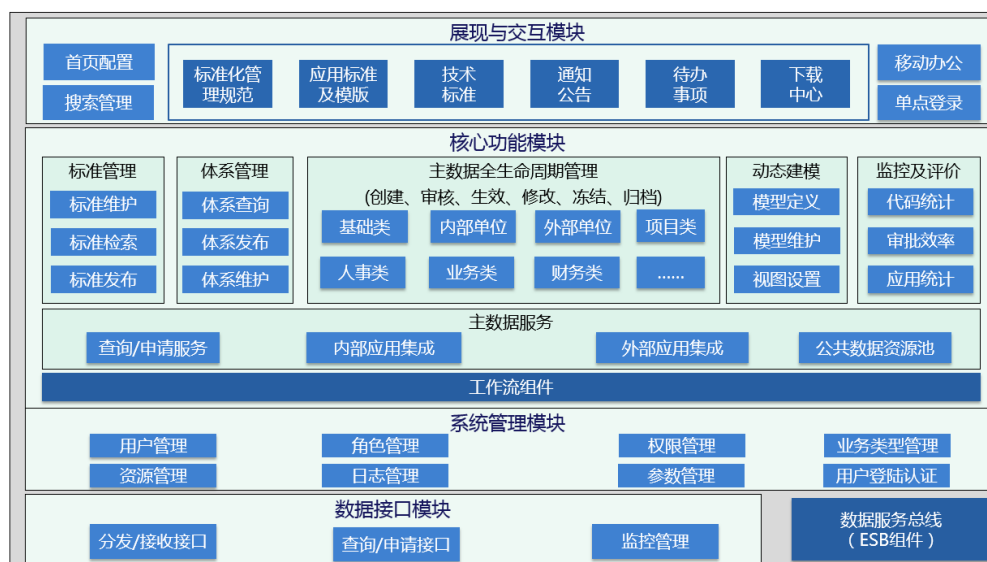 展现与交互模块
首页配置
搜索管理
标准化管
理规范
应用标准
及模版
技术
标准
通知
公告
待办
事项
下载
中心
移动办公
单点登录
核心功能模块
标准管理
标准维护
标准检索
标准发布
体系管理
体系查询
体系发布
体系维护
主数据全生命周期管理
(创建、审核、生效、修改、冻结、归档)
基础类
内部单位
外部单位
项目类
人事类
业务类
财务类
......
动态建模
模型定义
模型维护
视图设置
监控及评价
代码统计
审批效率
应用统计
主数据服务
查询/申请服务
内部应用集成
外部应用集成
公共数据资源池
工作流组件
系统管理模块
用户管理
角色管理
权限管理
业务类型管理
资源管理
日志管理
参数管理
用户登陆认证
数据接口模块
分发/接收接口
查询/申请接口
监控管理
数据服务总线
（ESB组件）